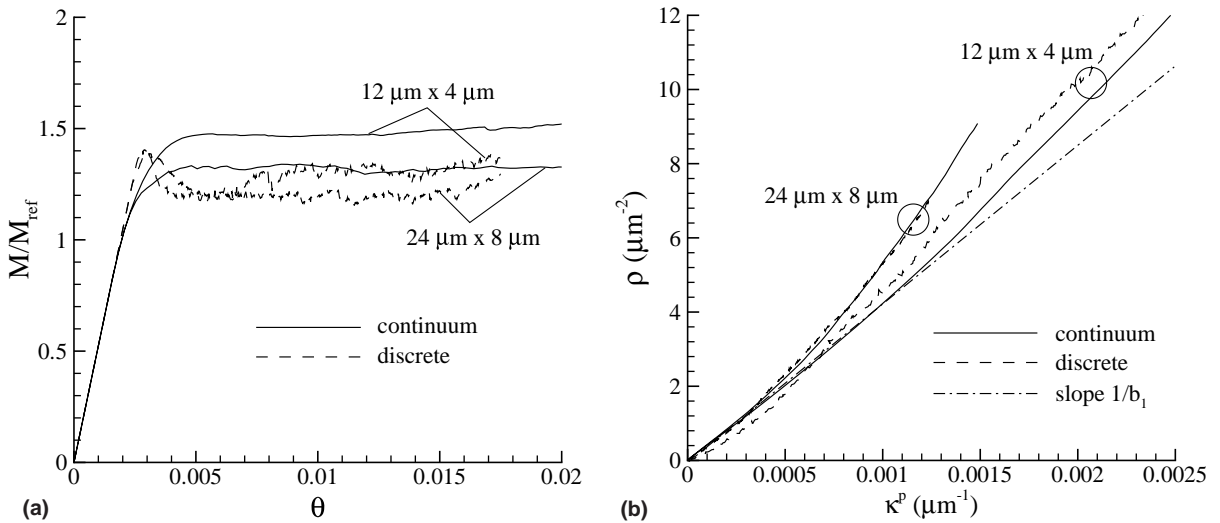 2
1.5
1
0.5
0
M/M_ref
0
0.005
0.01
0.015
0.02
θ
12 µm x 4 µm
24 µm x 8 µm
continuum
discrete
(a)
12
10
8
6
4
2
0
ρ (µm⁻²)
0
0.0005
0.001
0.0015
0.002
0.0025
κᵖ (µm⁻¹)
12 µm x 4 µm
24 µm x 8 µm
continuum
discrete
slope 1/b₁
(b)